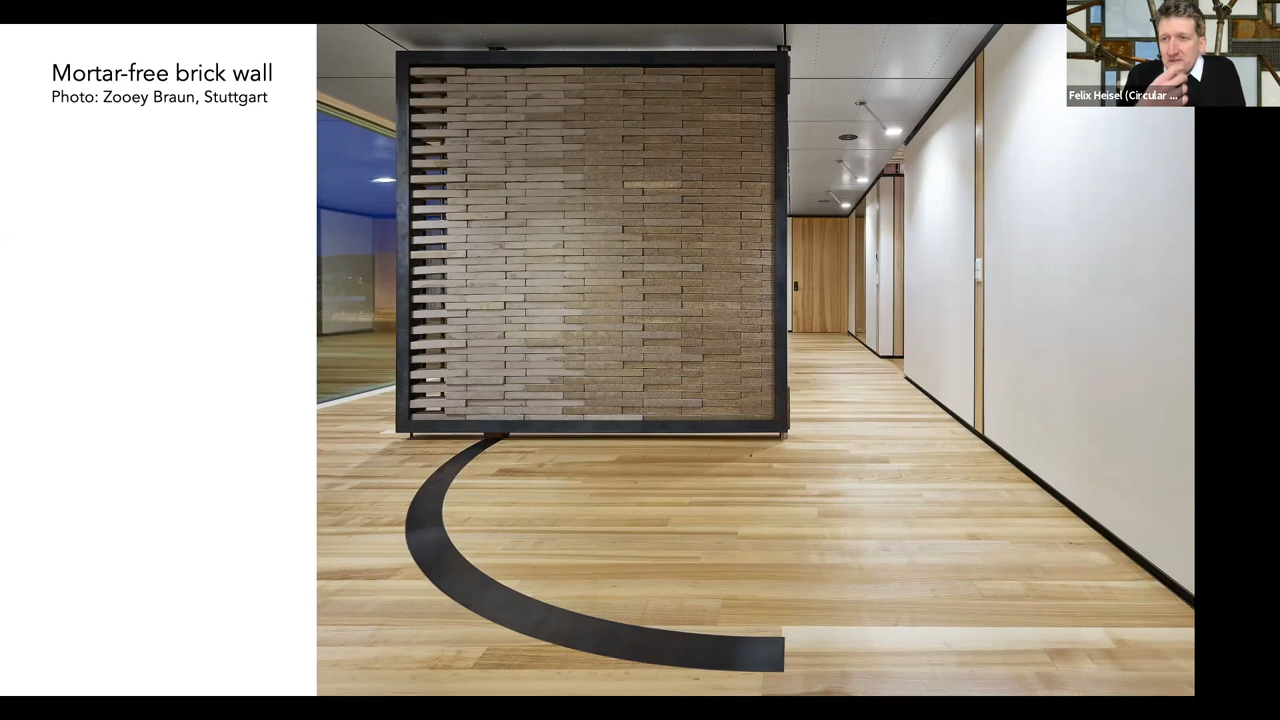 Mortar-free brick wall
Photo: Zooey Braun, Stuttgart
Felix Heisel (Circular ...